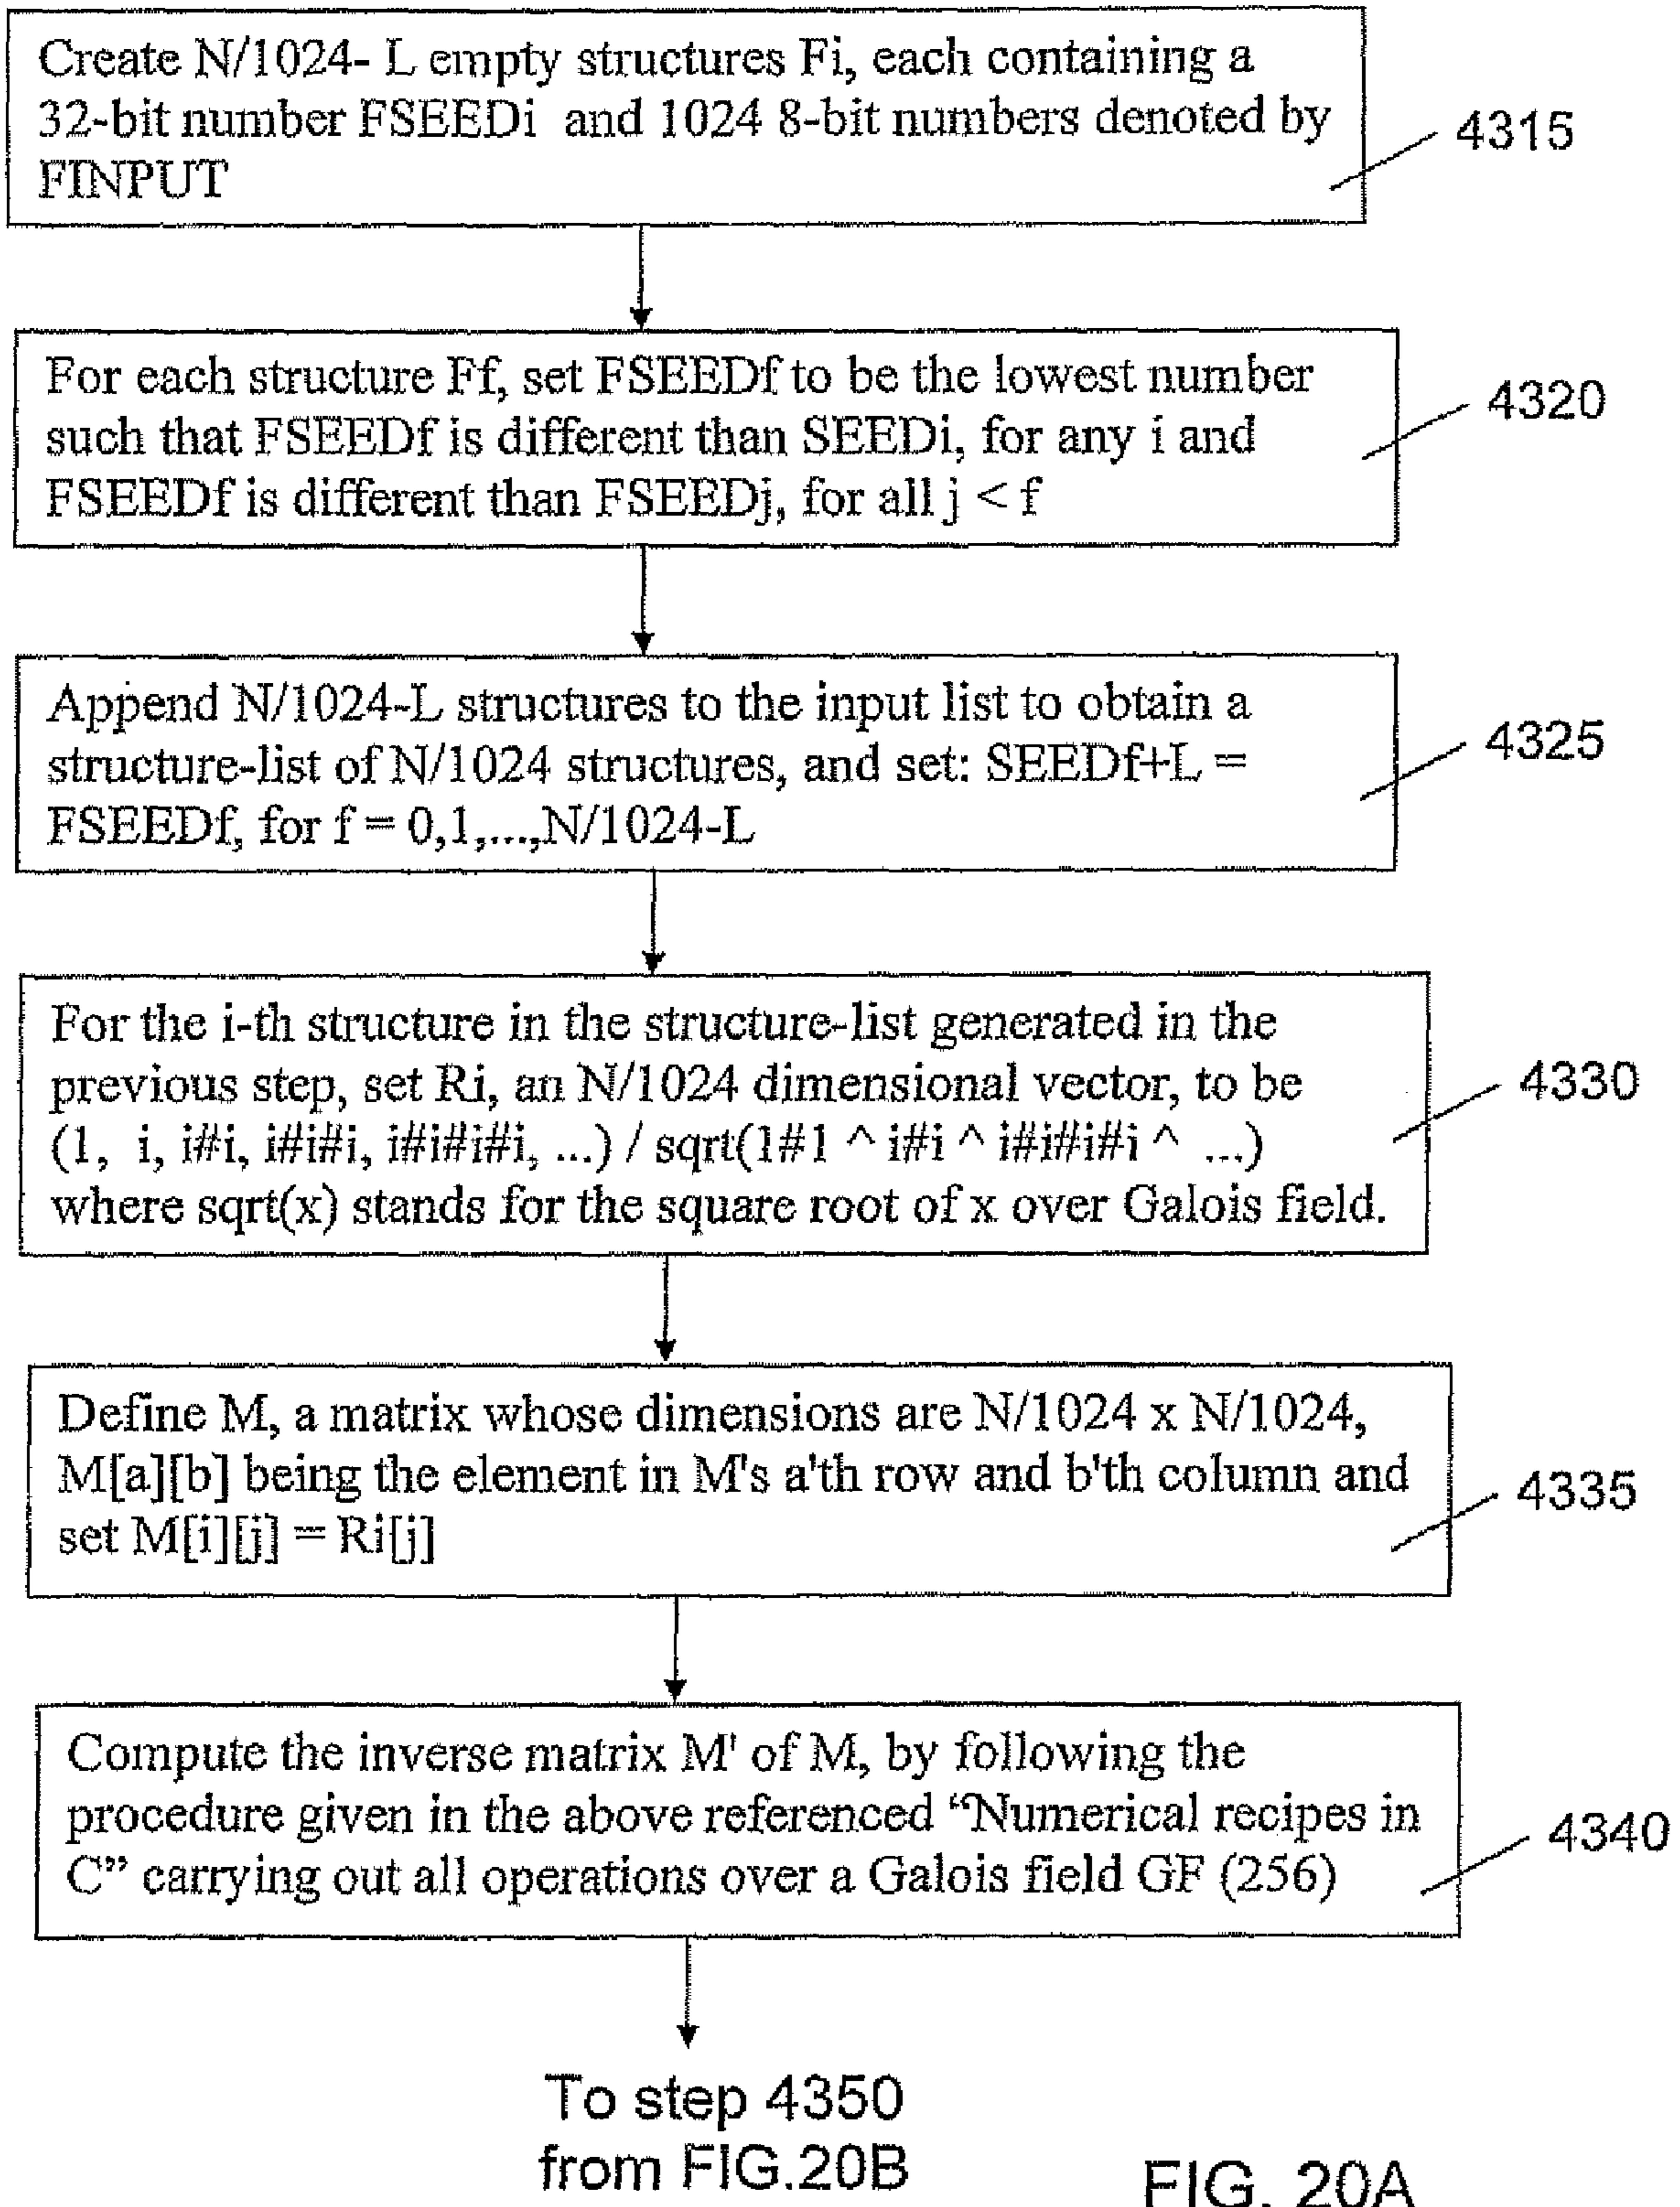 Create N/1024- L empty structures Fi, each containing a
32-bit number FSEEDi and 1024 8-bit numbers denoted by
FINPUT
4315
For each structure Ff, set FSEEDf to be the lowest number
such that FSEEDf is different than SEEDi, for any i and
FSEEDf is different than FSEEDj, for all j < f
4320
Append N/1024-L structures to the input list to obtain a
structure-list of N/1024 structures, and set: SEEDf+L =
FSEEDf, for f = 0,1,...,N/1024-L
4325
For the i-th structure in the structure-list generated in the
previous step, set Ri, an N/1024 dimensional vector, to be
(1, i, i#i, i#i#i, i#i#i#i, ...) / sqrt(1#1 ^ i#i ^ i#i#i#i ^ ...)
where sqrt(x) stands for the square root of x over Galois field.
4330
Define M, a matrix whose dimensions are N/1024 x N/1024,
M[a][b] being the element in M's a'th row and b'th column and
set M[i][j] = Ri[j]
4335
Compute the inverse matrix M' of M, by following the
procedure given in the above referenced “Numerical recipes in
C” carrying out all operations over a Galois field GF (256)
4340
To step 4350
from FIG.20B
FIG. 20A